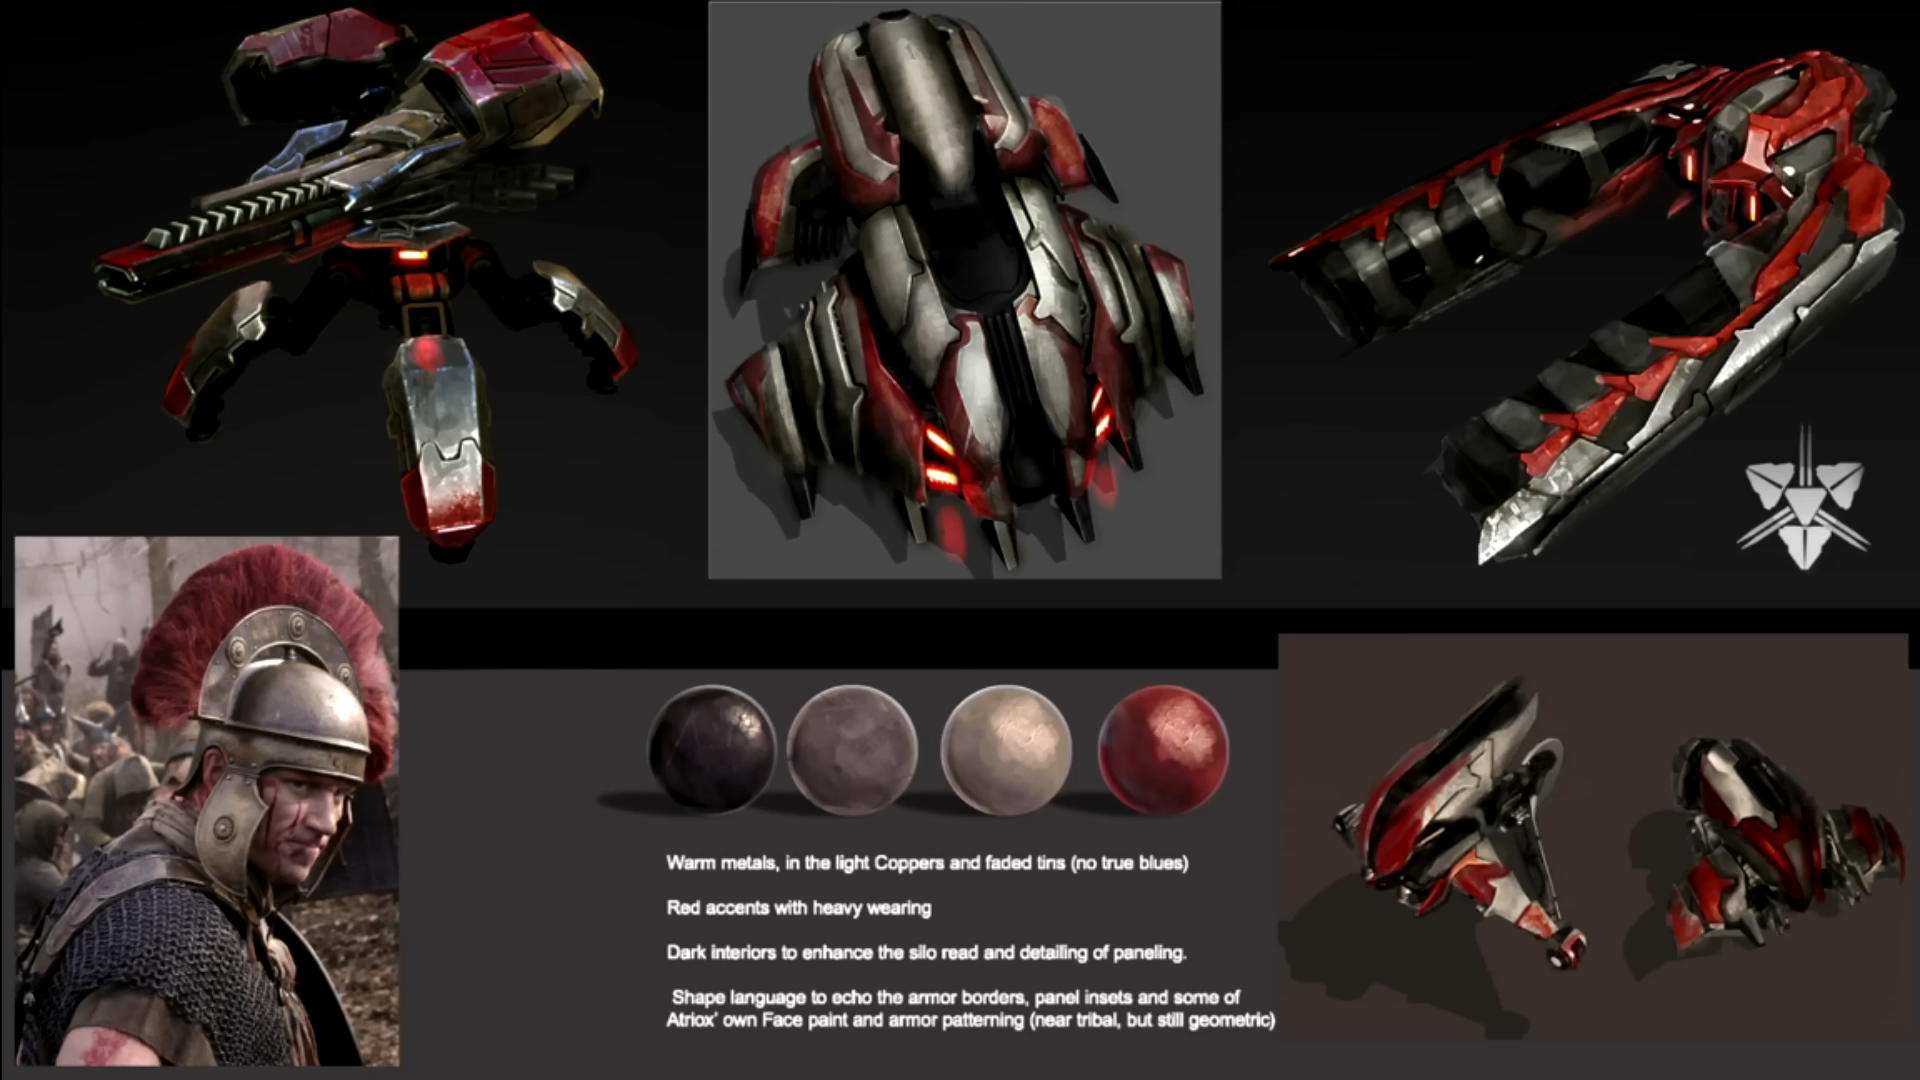 Warm metals, in the light Coppers and faded tins (no true blues)
Red accents with heavy wearing
Dark interiors to enhance the silo read and detailing of paneling.
Shape language to echo the armor borders, panel insets and some of
Atriox' own Face paint and armor patterning (near tribal, but still geometric)